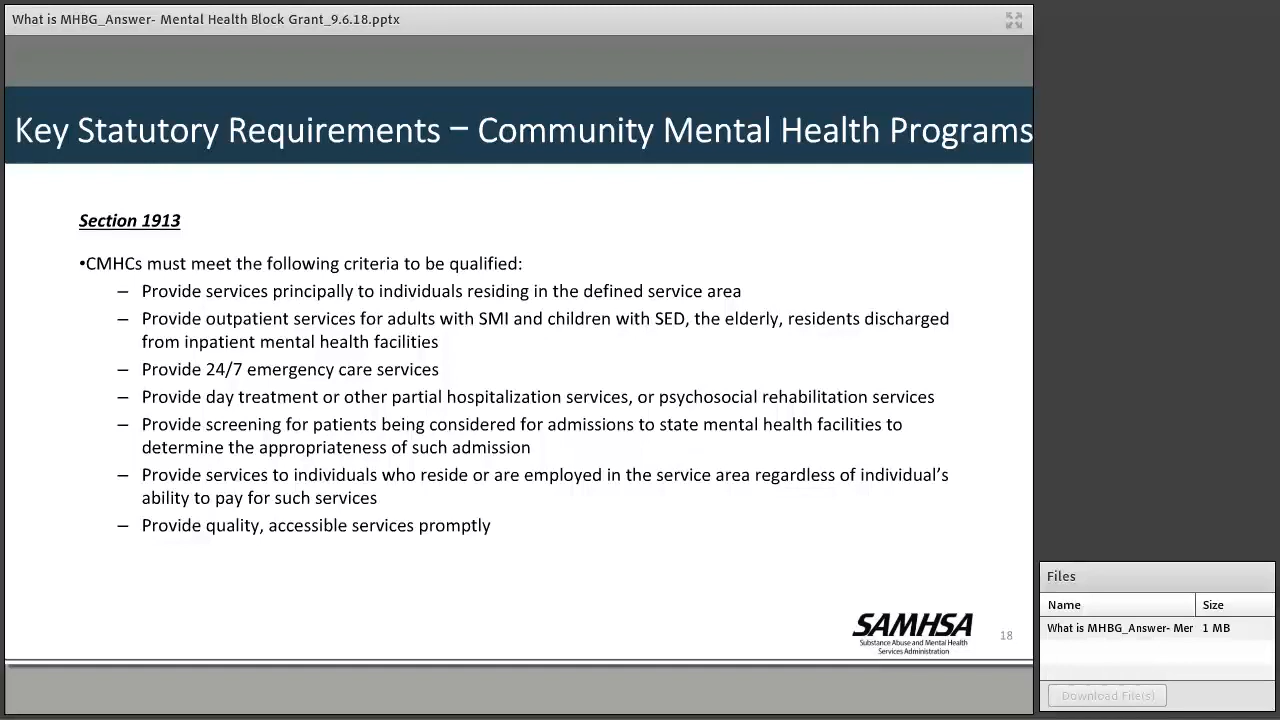 What is MHBG_Answer- Mental Health Block Grant_9.6.18.pptx
Key Statutory Requirements – Community Mental Health Programs
Section 1913
•CMHCs must meet the following criteria to be qualified:
– Provide services principally to individuals residing in the defined service area
– Provide outpatient services for adults with SMI and children with SED, the elderly, residents discharged
from inpatient mental health facilities
– Provide 24/7 emergency care services
– Provide day treatment or other partial hospitalization services, or psychosocial rehabilitation services
– Provide screening for patients being considered for admissions to state mental health facilities to
determine the appropriateness of such admission
– Provide services to individuals who reside or are employed in the service area regardless of individual’s
ability to pay for such services
– Provide quality, accessible services promptly
SAMHSA
Substance Abuse and Mental Health
Services Administration
18
Files
Name Size
What is MHBG_Answer- Mer 1 MB
Download File(s)